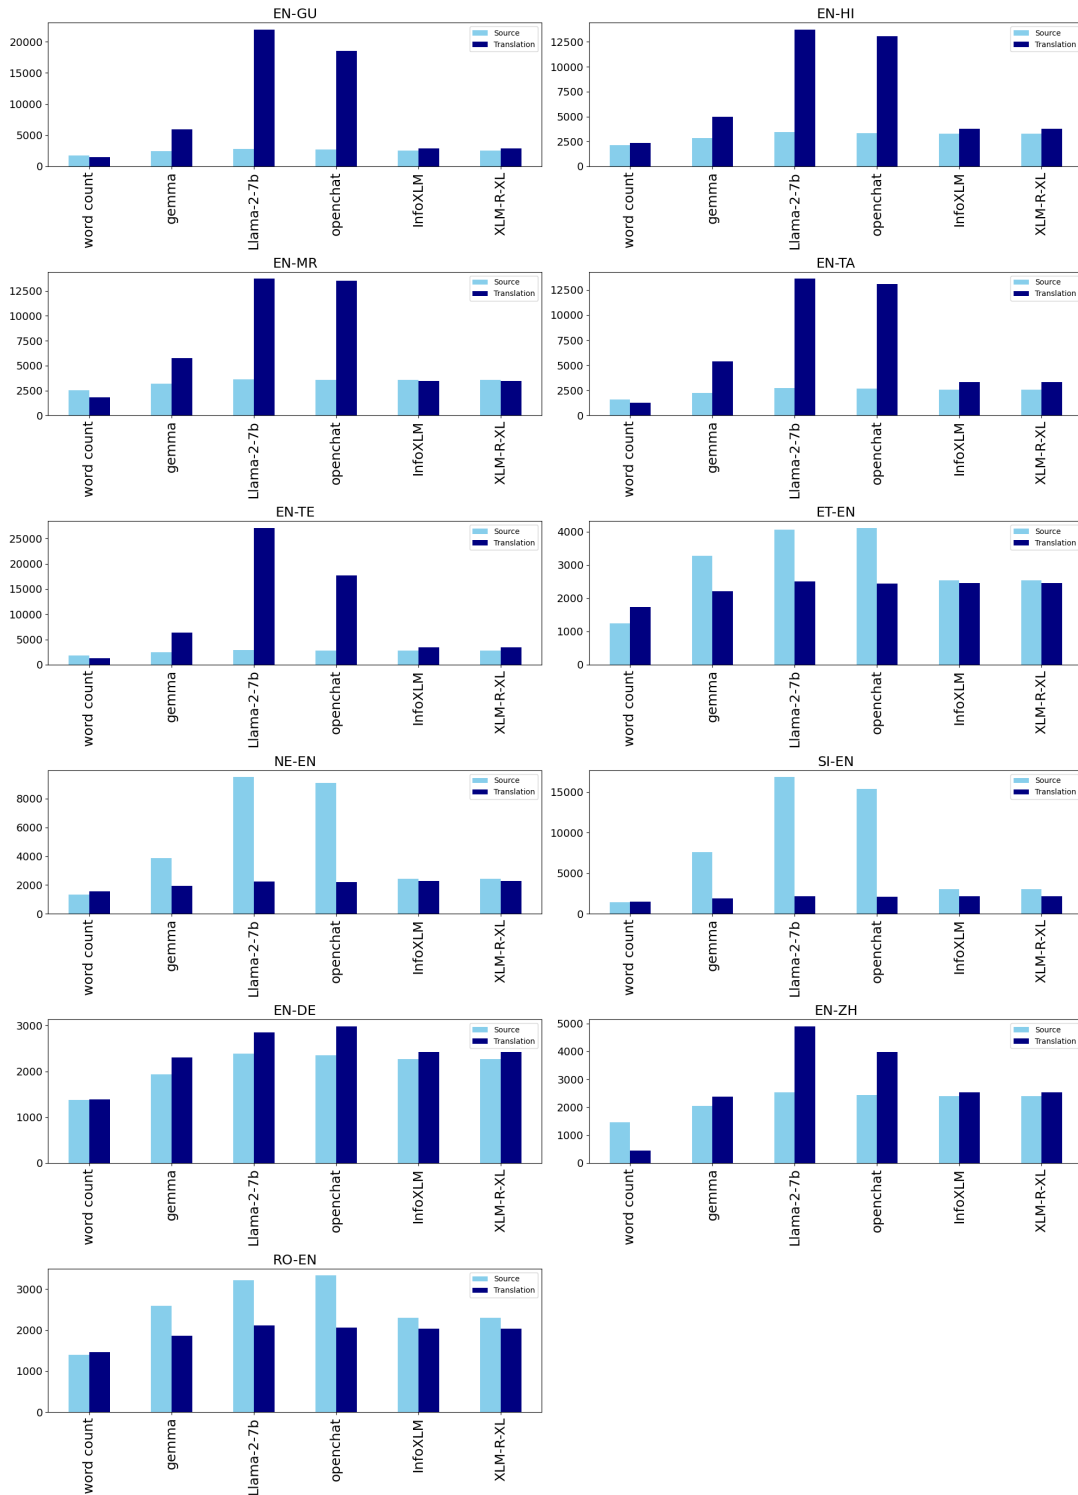 EN-GU
20000
15000
10000
5000
0
Source
Translation
word count
gemma
Llama-2-7b
openchat
InfoXLM
XLM-R-XL
EN-HI
12500
10000
7500
5000
2500
0
Source
Translation
word count
gemma
Llama-2-7b
openchat
InfoXLM
XLM-R-XL
EN-MR
12500
10000
7500
5000
2500
0
Source
Translation
word count
gemma
Llama-2-7b
openchat
InfoXLM
XLM-R-XL
EN-TA
12500
10000
7500
5000
2500
0
Source
Translation
word count
gemma
Llama-2-7b
openchat
InfoXLM
XLM-R-XL
EN-TE
25000
20000
15000
10000
5000
0
Source
Translation
word count
gemma
Llama-2-7b
openchat
InfoXLM
XLM-R-XL
ET-EN
4000
3000
2000
1000
0
Source
Translation
word count
gemma
Llama-2-7b
openchat
InfoXLM
XLM-R-XL
NE-EN
8000
6000
4000
2000
0
Source
Translation
word count
gemma
Llama-2-7b
openchat
InfoXLM
XLM-R-XL
SI-EN
15000
10000
5000
0
Source
Translation
word count
gemma
Llama-2-7b
openchat
InfoXLM
XLM-R-XL
EN-DE
3000
2000
1000
0
Source
Translation
word count
gemma
Llama-2-7b
openchat
InfoXLM
XLM-R-XL
EN-ZH
5000
4000
3000
2000
1000
0
Source
Translation
word count
gemma
Llama-2-7b
openchat
InfoXLM
XLM-R-XL
RO-EN
3000
2000
1000
0
Source
Translation
word count
gemma
Llama-2-7b
openchat
InfoXLM
XLM-R-XL